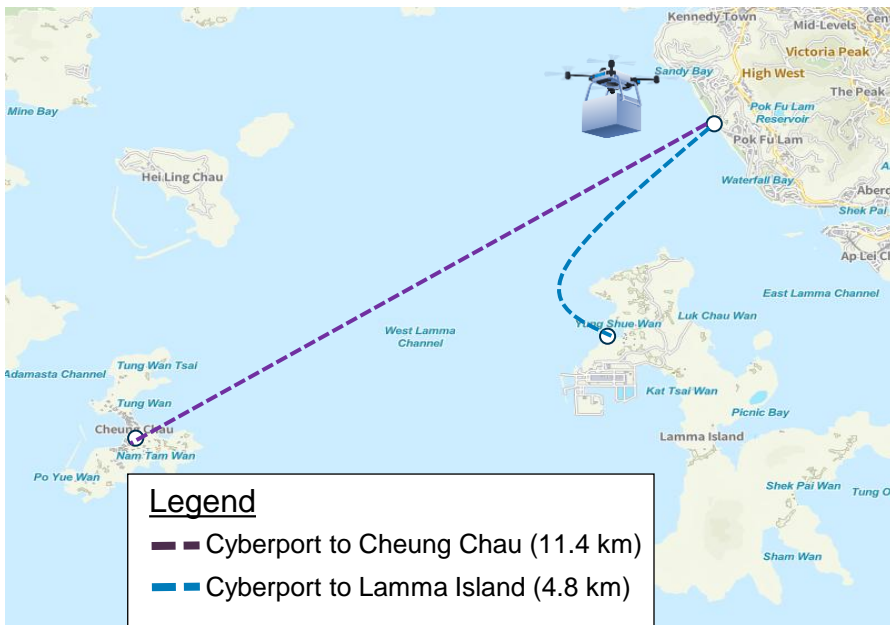 Kennedy Town
Mid-Levels
Cent
Victoria Peak
Sandy Bay
High West
The Peak
Mine Bay
Pok Fu Lam
Reservoir
Pok Fu Lam
Hei Ling Chau
Waterfall Bay
Aberd
Shek Pai
Ap Lei Ch
East Lamma Channel
Luk Chau Wan
Yung Shue Wan
West Lamma
Channel
Tung Wan Tsai
Adamasta Channel
Kat Tsai Wan
Tung Wan
Picnic Bay
Cheung Chau
Lamma Island
Nam Tam Wan
Po Yue Wan
Shek Pai Wan
Tung O
Sham Wan
Legend
Cyberport to Cheung Chau (11.4 km)
Cyberport to Lamma Island (4.8 km)